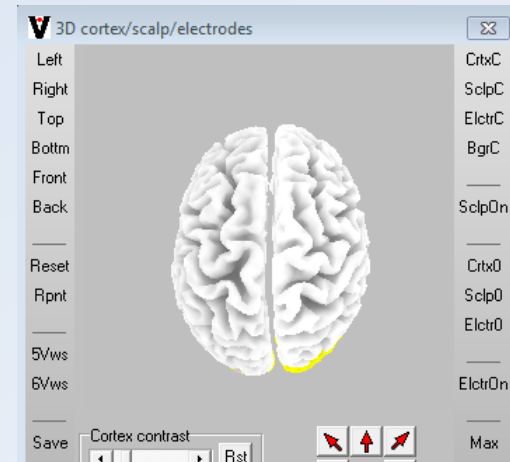 3D cortex/scalp/electrodes
Left
Right
Top
Bottm
Front
Back
Reset
Rpnt
5Vws
6Vws
Save
Cortex contrast
Rst
CrtxC
SclpC
ElctrC
BgrC
SclpOn
Crtx0
Sclp0
Elctr0
ElctrOn
Max